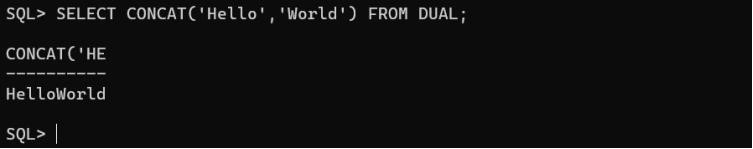 SQL> SELECT CONCAT('Hello','World') FROM DUAL;
CONCAT('HE
----------
HelloWorld
SQL>